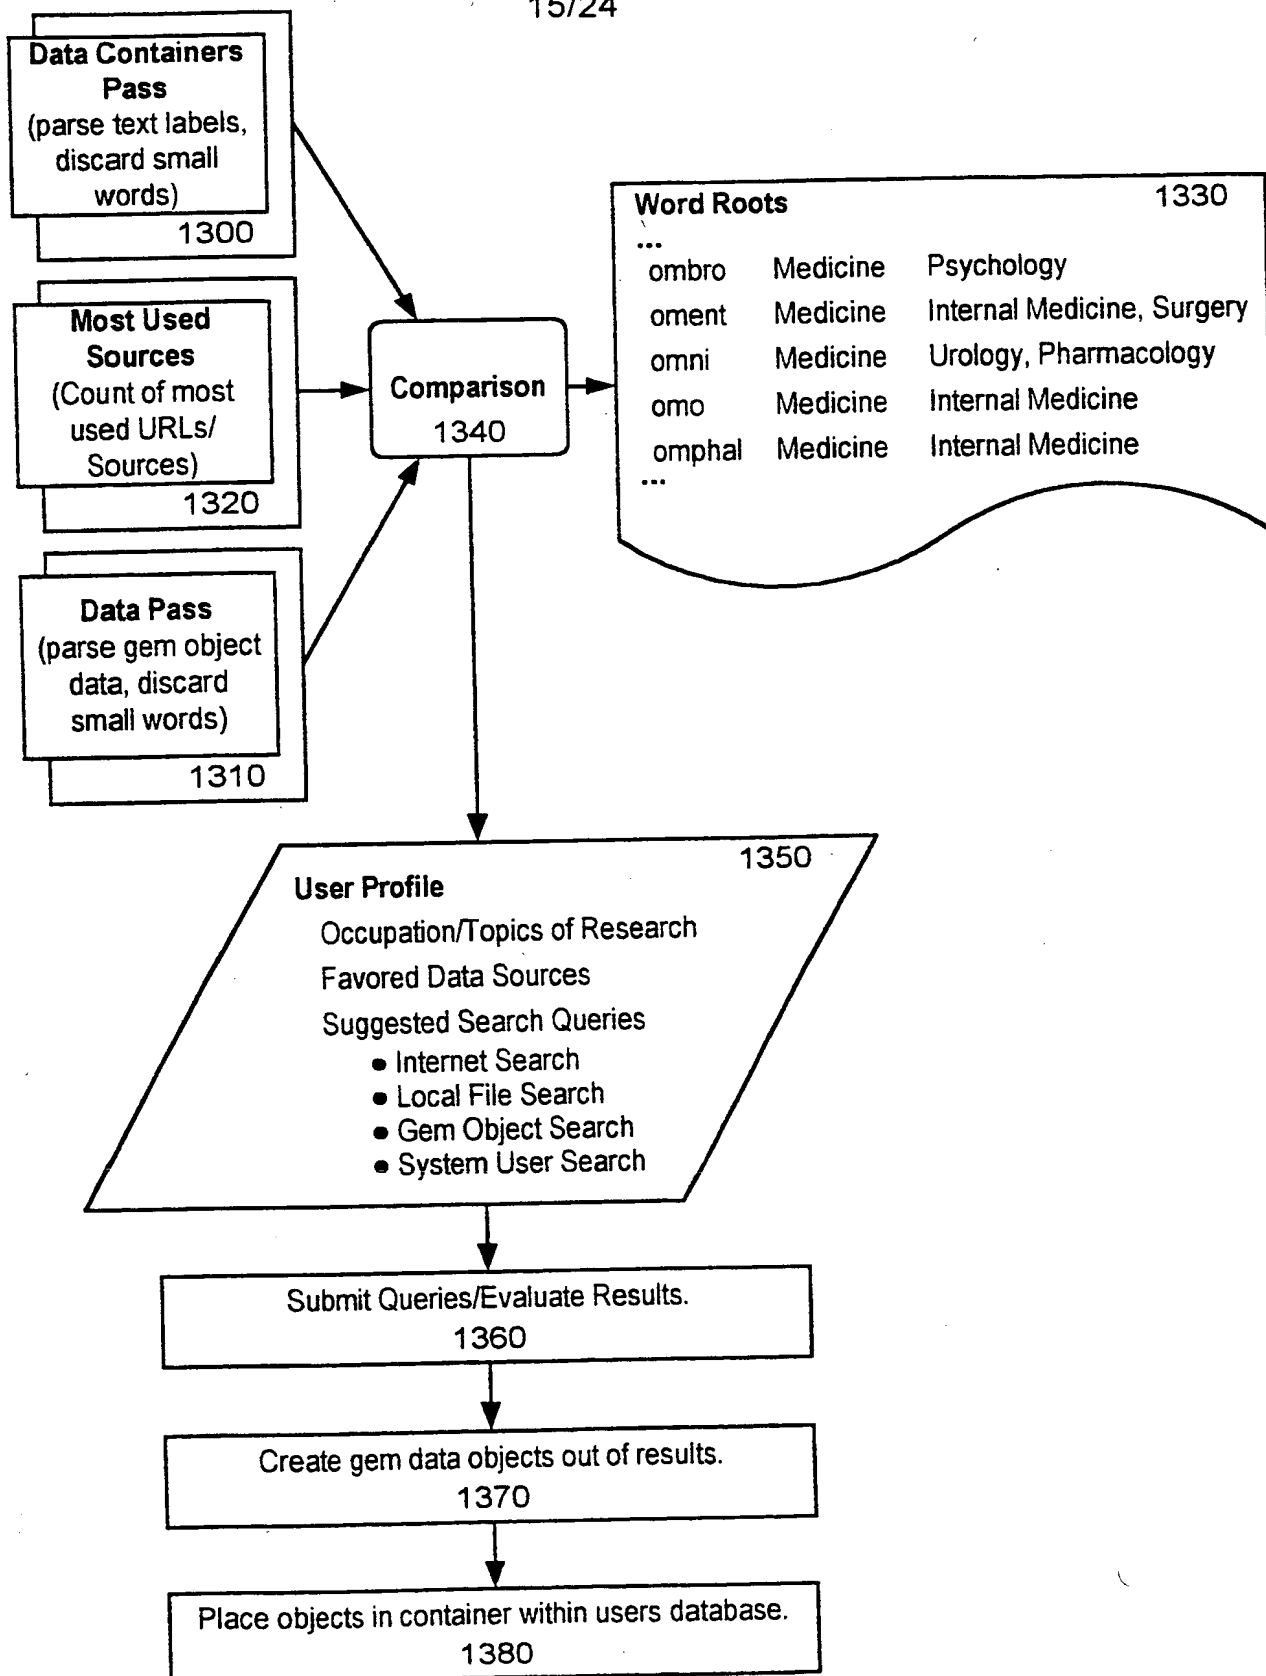 15/24
Data Containers
Pass
(parse text labels,
discard small
words)
1300
Most Used
Sources
(Count of most
used URLs/
Sources)
1320
Data Pass
(parse gem object
data, discard
small words)
1310
Comparison
1340
Word Roots 1330
...
ombro Medicine Psychology
oment Medicine Internal Medicine, Surgery
omni Medicine Urology, Pharmacology
omo Medicine Internal Medicine
omphal Medicine Internal Medicine
...
1350
User Profile
Occupation/Topics of Research
Favored Data Sources
Suggested Search Queries
• Internet Search
• Local File Search
• Gem Object Search
• System User Search
Submit Queries/Evaluate Results.
1360
Create gem data objects out of results.
1370
Place objects in container within users database.
1380